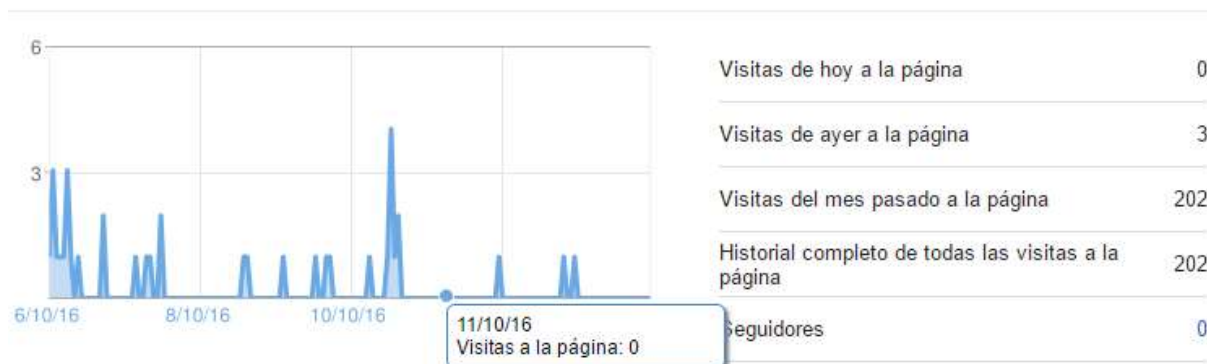 6
3
6/10/16
8/10/16
10/10/16
11/10/16
Visitas a la página: 0
Visitas de hoy a la página 0
Visitas de ayer a la página 3
Visitas del mes pasado a la página 202
Historial completo de todas las visitas a la
página 202
eguidores 0